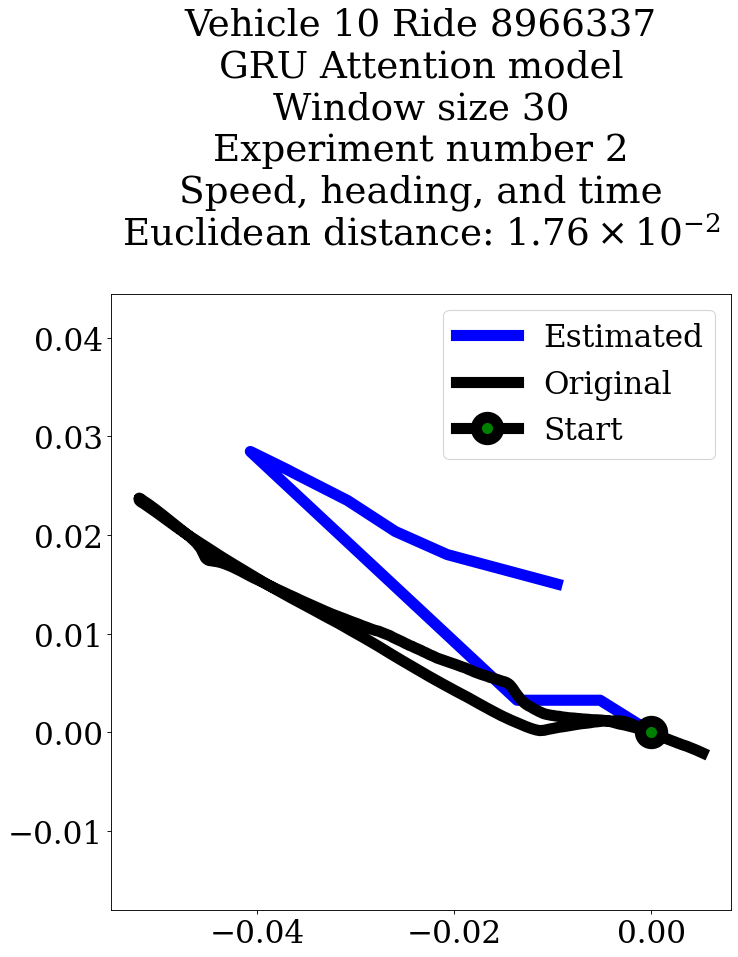 Vehicle 10 Ride 8966337
GRU Attention model
Window size 30
Experiment number 2
Speed, heading, and time
Euclidean distance: 1.76 × 10⁻²
Estimated
Original
Start
0.04
0.03
0.02
0.01
0.00
−0.01
−0.04
−0.02
0.00